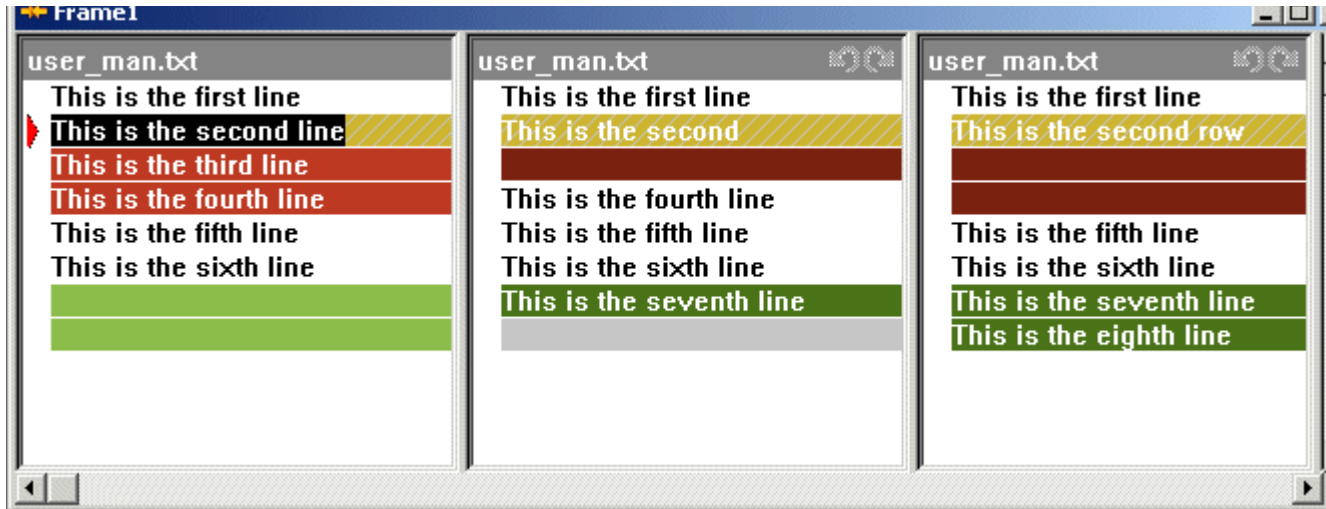 Frame1
user_man.txt
This is the first line
This is the second line
This is the third line
This is the fourth line
This is the fifth line
This is the sixth line
user_man.txt
This is the first line
This is the second
This is the fourth line
This is the fifth line
This is the sixth line
This is the seventh line
user_man.txt
This is the first line
This is the second row
This is the fifth line
This is the sixth line
This is the seventh line
This is the eighth line